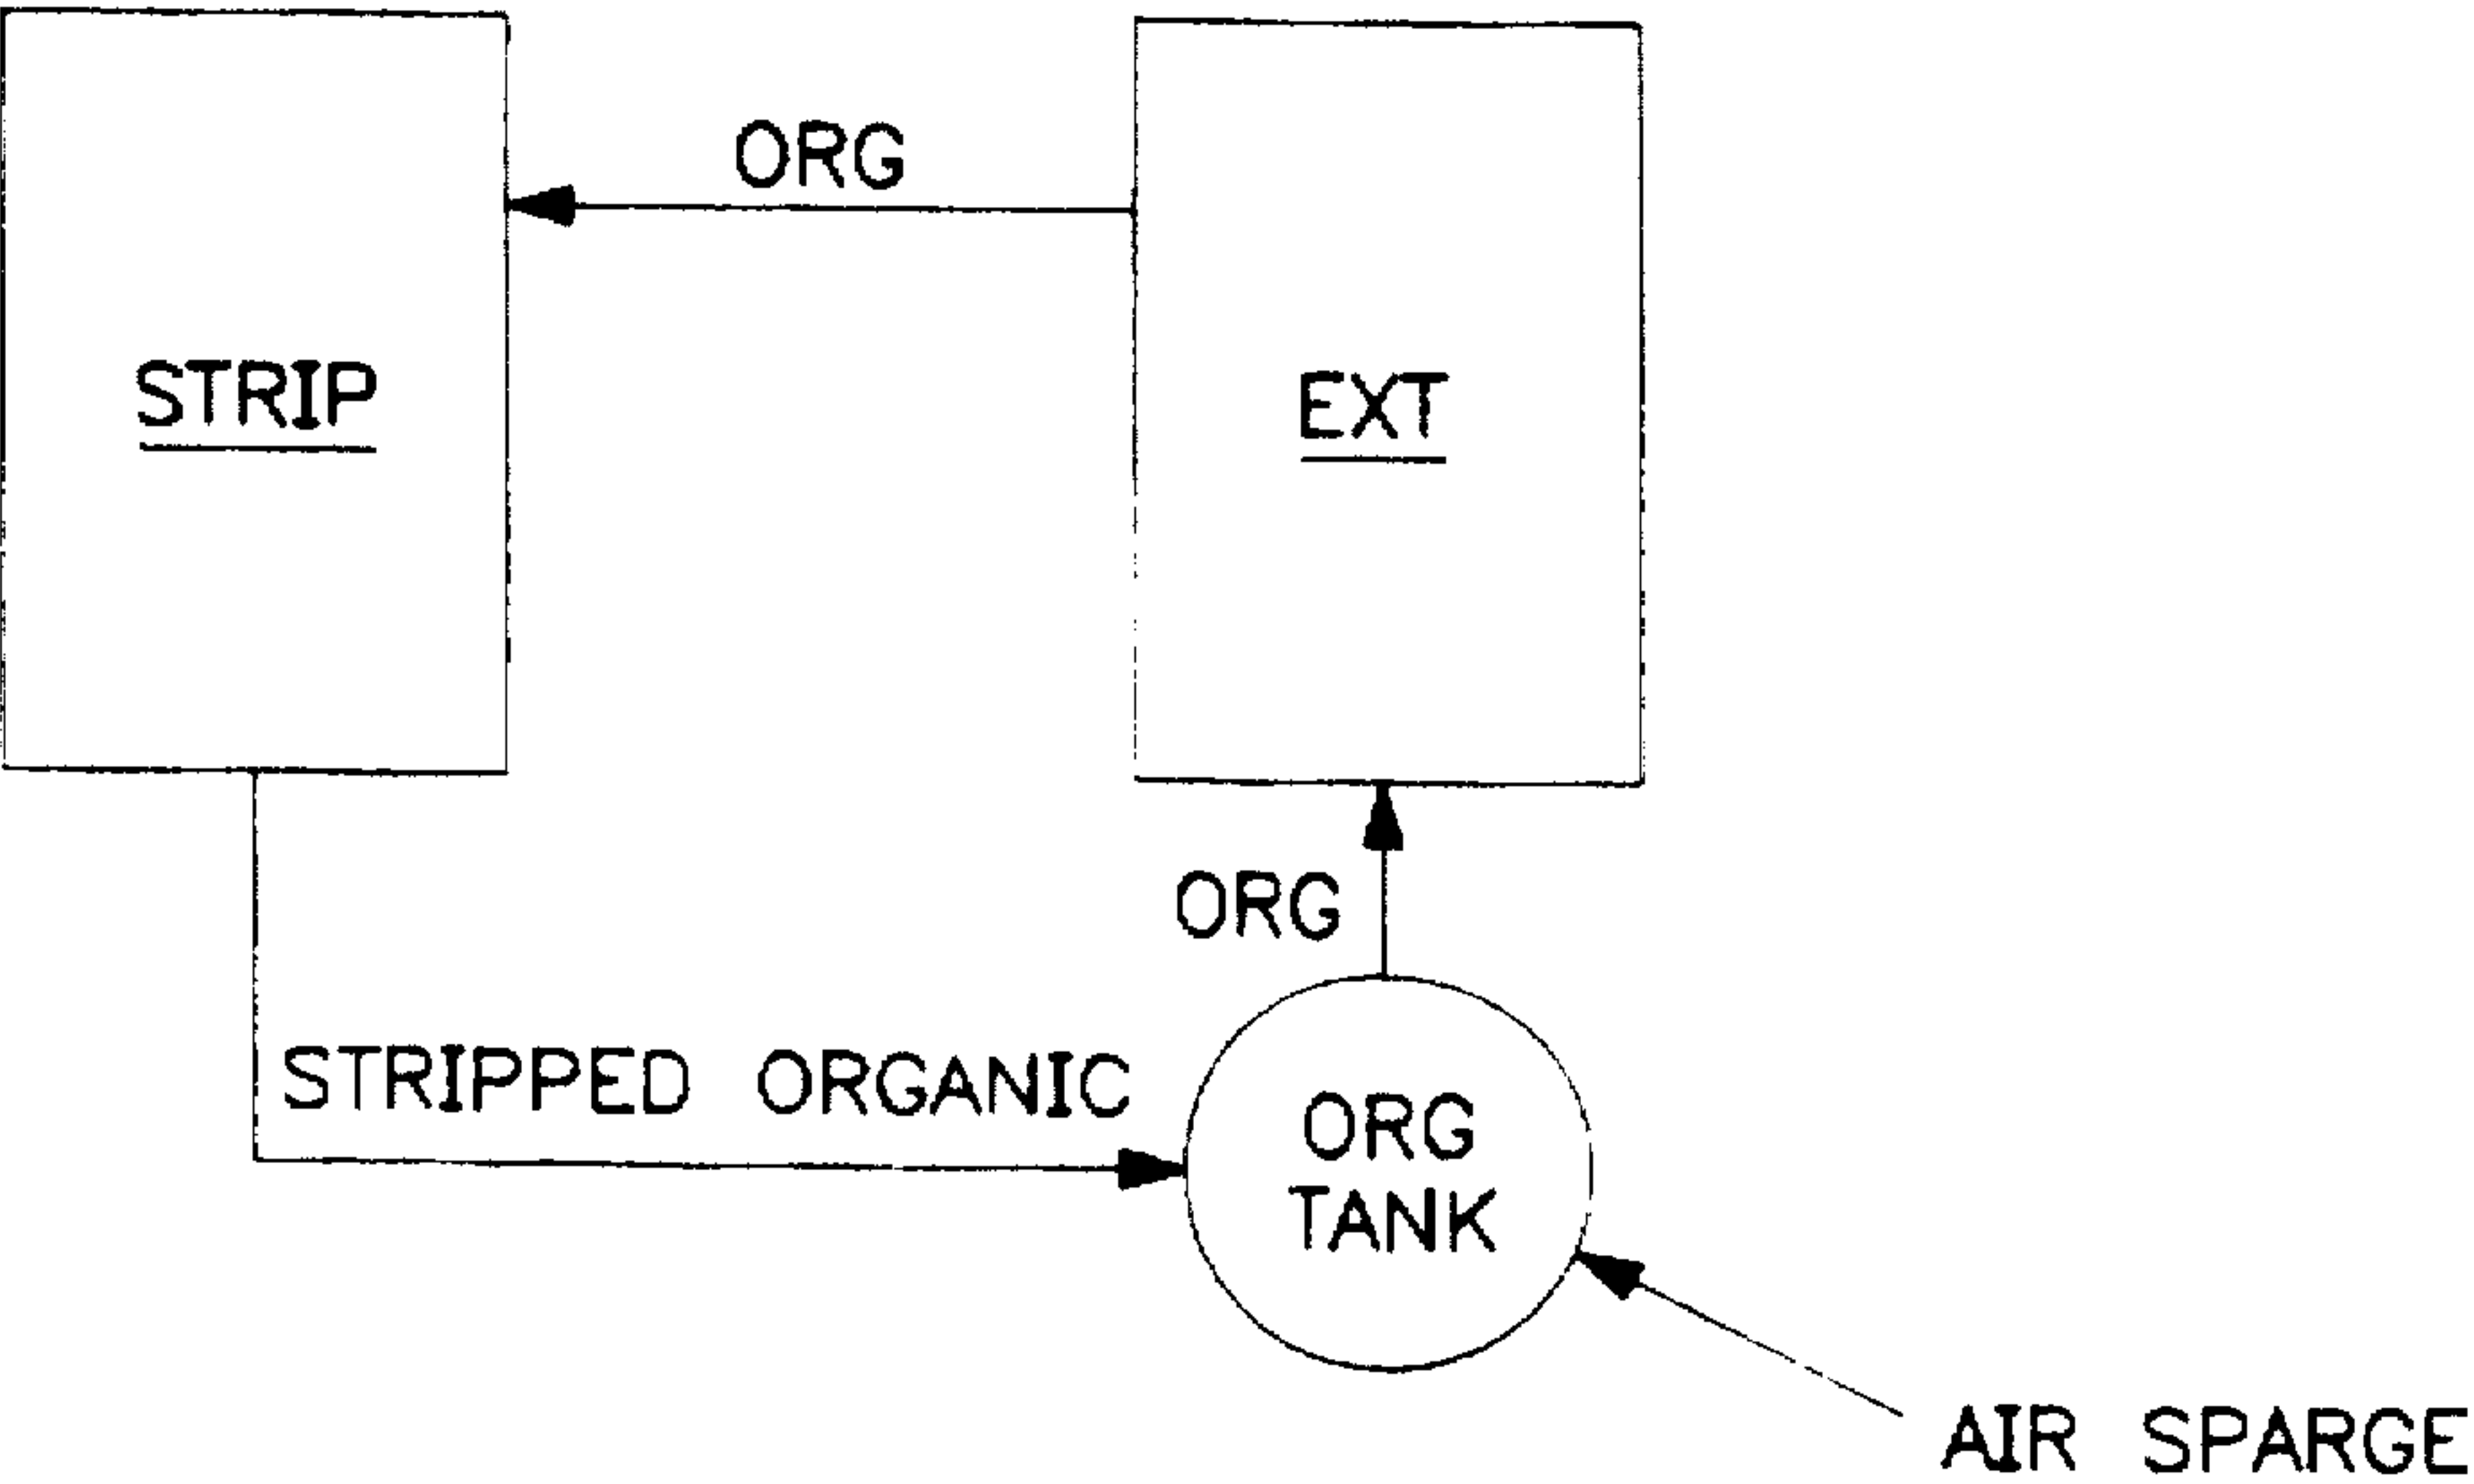 ORG
STRIP
EXT
ORG
STRIPPED ORGANIC
ORG
TANK
AIR SPARGE